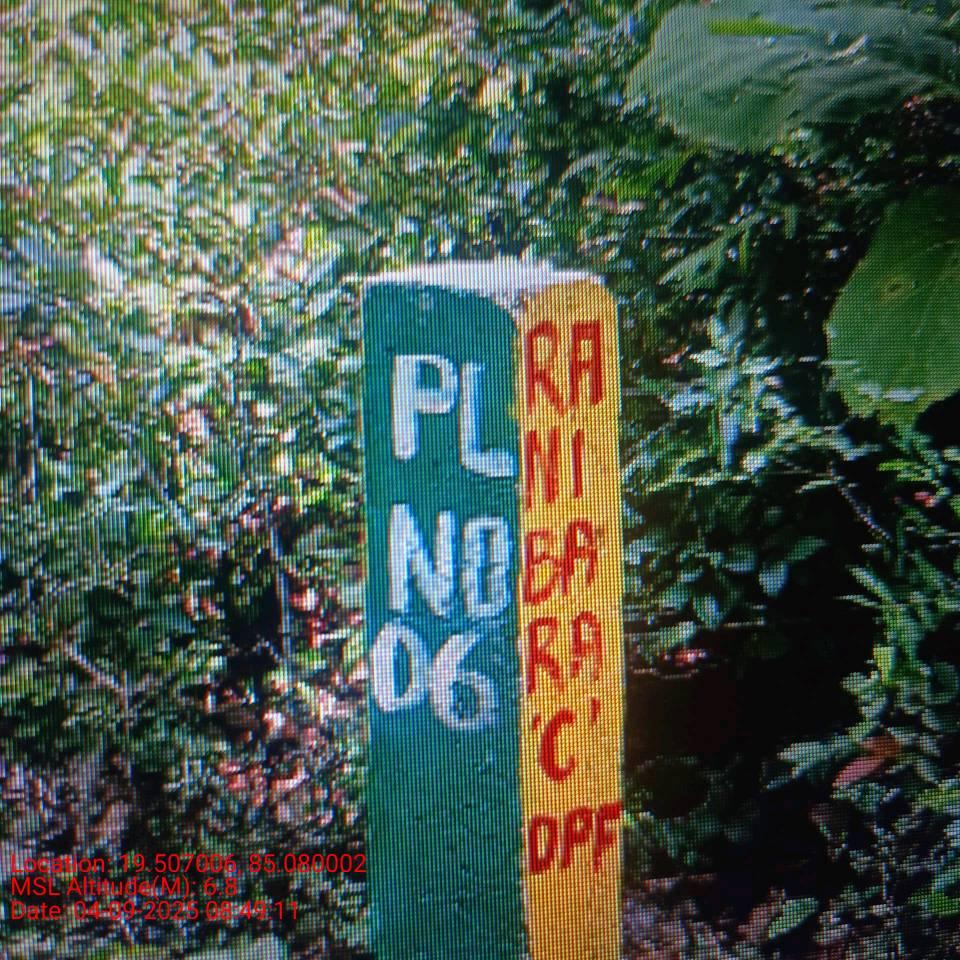 PL
NO
06
RA
NI
BA
RA
'C'
DPF
Location: 19.507006, 85.080002
MSL Altitude(M): 6.8
Date: 04-09-2025 08:49:11